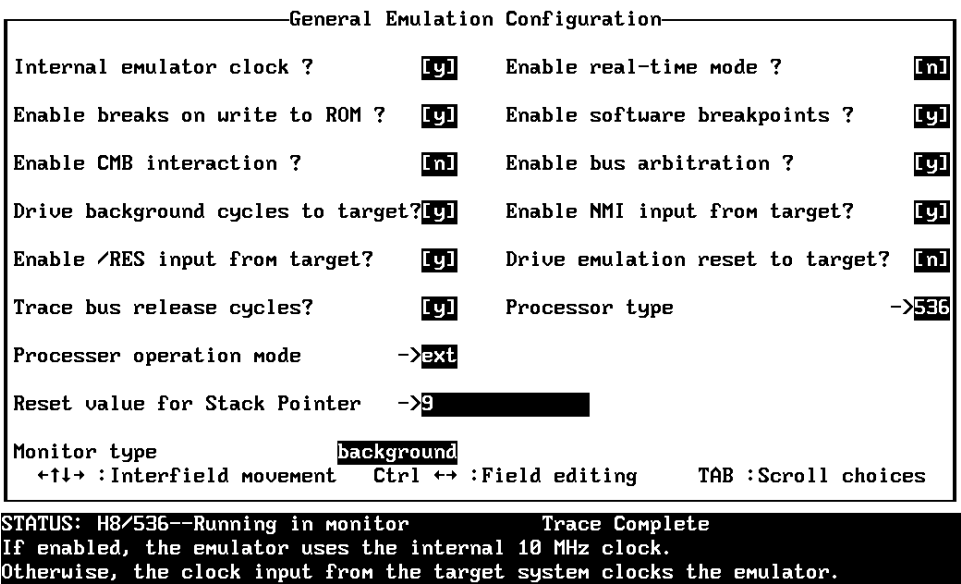 General Emulation Configuration
Internal emulator clock ? [y] Enable real-time mode ? [n]
Enable breaks on write to ROM ? [y] Enable software breakpoints ? [y]
Enable CMB interaction ? [n] Enable bus arbitration ? [y]
Drive background cycles to target?[y] Enable NMI input from target? [y]
Enable /RES input from target? [y] Drive emulation reset to target? [n]
Trace bus release cycles? [y] Processor type ->536
Processer operation mode ->ext
Reset value for Stack Pointer ->9
Monitor type background
←↑↓→ :Interfield movement Ctrl ↔ :Field editing TAB :Scroll choices
STATUS: H8/536--Running in monitor Trace Complete
If enabled, the emulator uses the internal 10 MHz clock.
Otherwise, the clock input from the target system clocks the emulator.